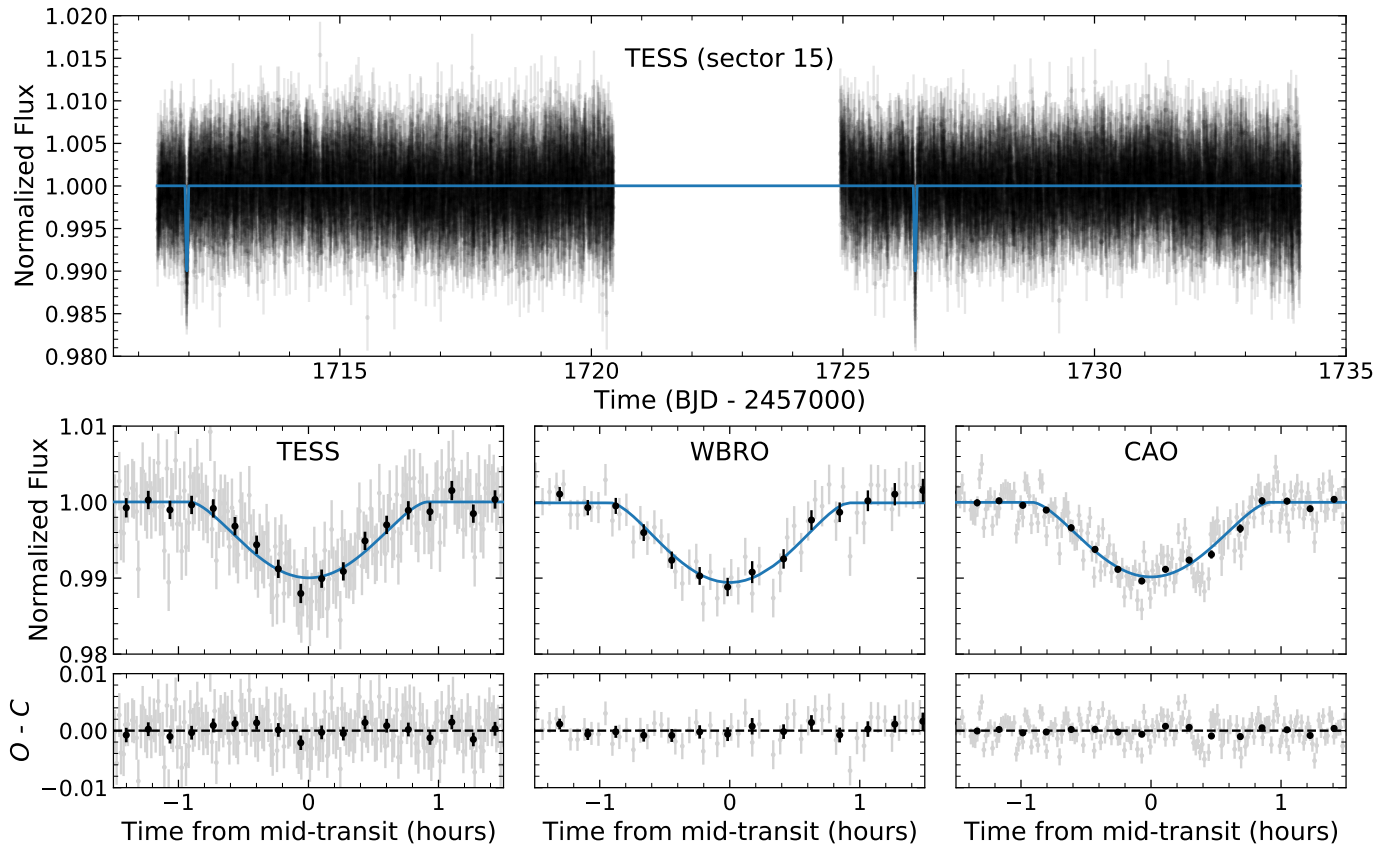 TESS (sector 15)
Normalized Flux
1.020
1.015
1.010
1.005
1.000
0.995
0.990
0.985
0.980
1715 1720 1725 1730 1735
Time (BJD - 2457000)
TESS WBRO CAO
Normalized Flux
1.01
1.00
0.99
0.98
O - C
0.01
0.00
−0.01
−1 0 1 −1 0 1 −1 0 1
Time from mid-transit (hours) Time from mid-transit (hours) Time from mid-transit (hours)